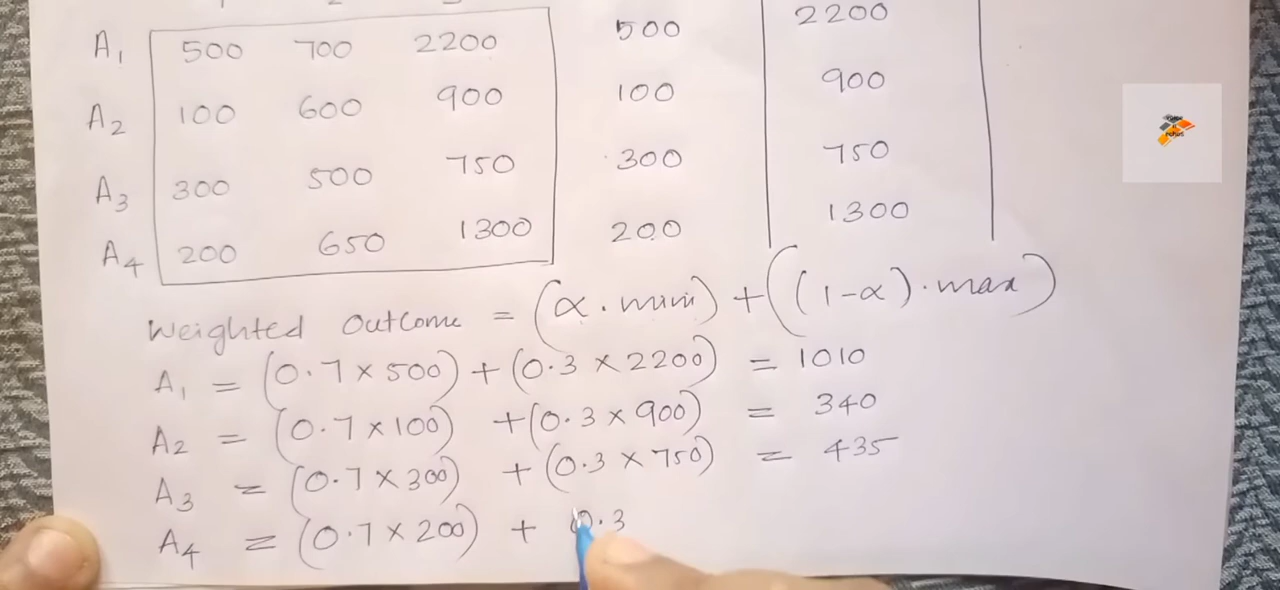 A1 500 700 2200 500 2200
A2 100 600 900 100 900
A3 300 500 750 300 750
A4 200 650 1300 200 1300
Weighted Outcome = (α . mini) + ((1-α) . max)
A1 = (0.7 × 500) + (0.3 × 2200) = 1010
A2 = (0.7 × 100) + (0.3 × 900) = 340
A3 = (0.7 × 300) + (0.3 × 750) = 435
A4 = (0.7 × 200) + 0.3